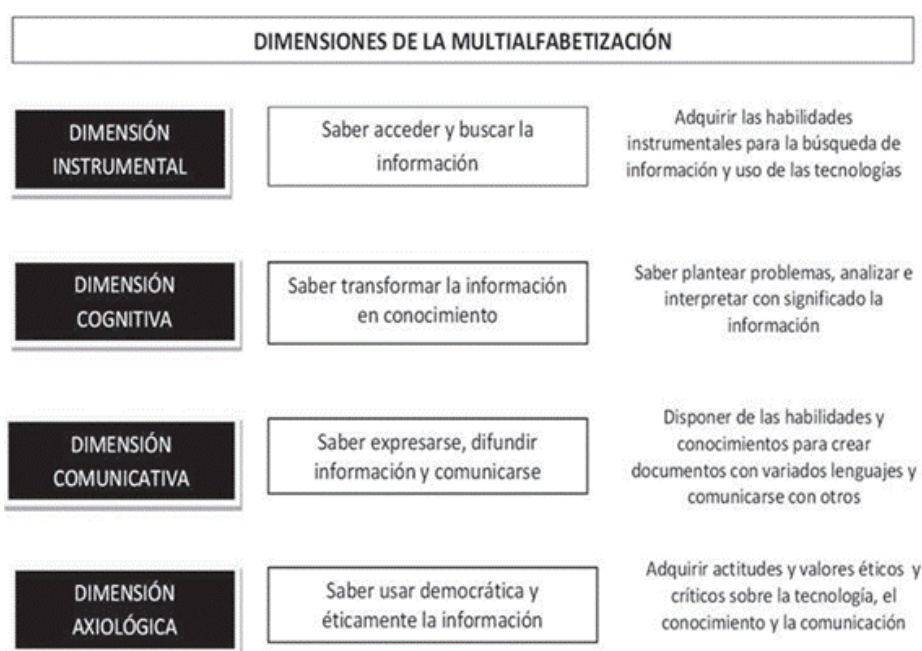 DIMENSIONES DE LA MULTIALFABETIZACIÓN
DIMENSIÓN
INSTRUMENTAL
Saber acceder y buscar la
información
Adquirir las habilidades
instrumentales para la búsqueda de
información y uso de las tecnologías
DIMENSIÓN
COGNITIVA
Saber transformar la información
en conocimiento
Saber plantear problemas, analizar e
interpretar con significado la
información
DIMENSIÓN
COMUNICATIVA
Saber expresarse, difundir
información y comunicarse
Disponer de las habilidades y
conocimientos para crear
documentos con variados lenguajes y
comunicarse con otros
DIMENSIÓN
AXIOLÓGICA
Saber usar democrática y
éticamente la información
Adquirir actitudes y valores éticos y
críticos sobre la tecnología, el
conocimiento y la comunicación